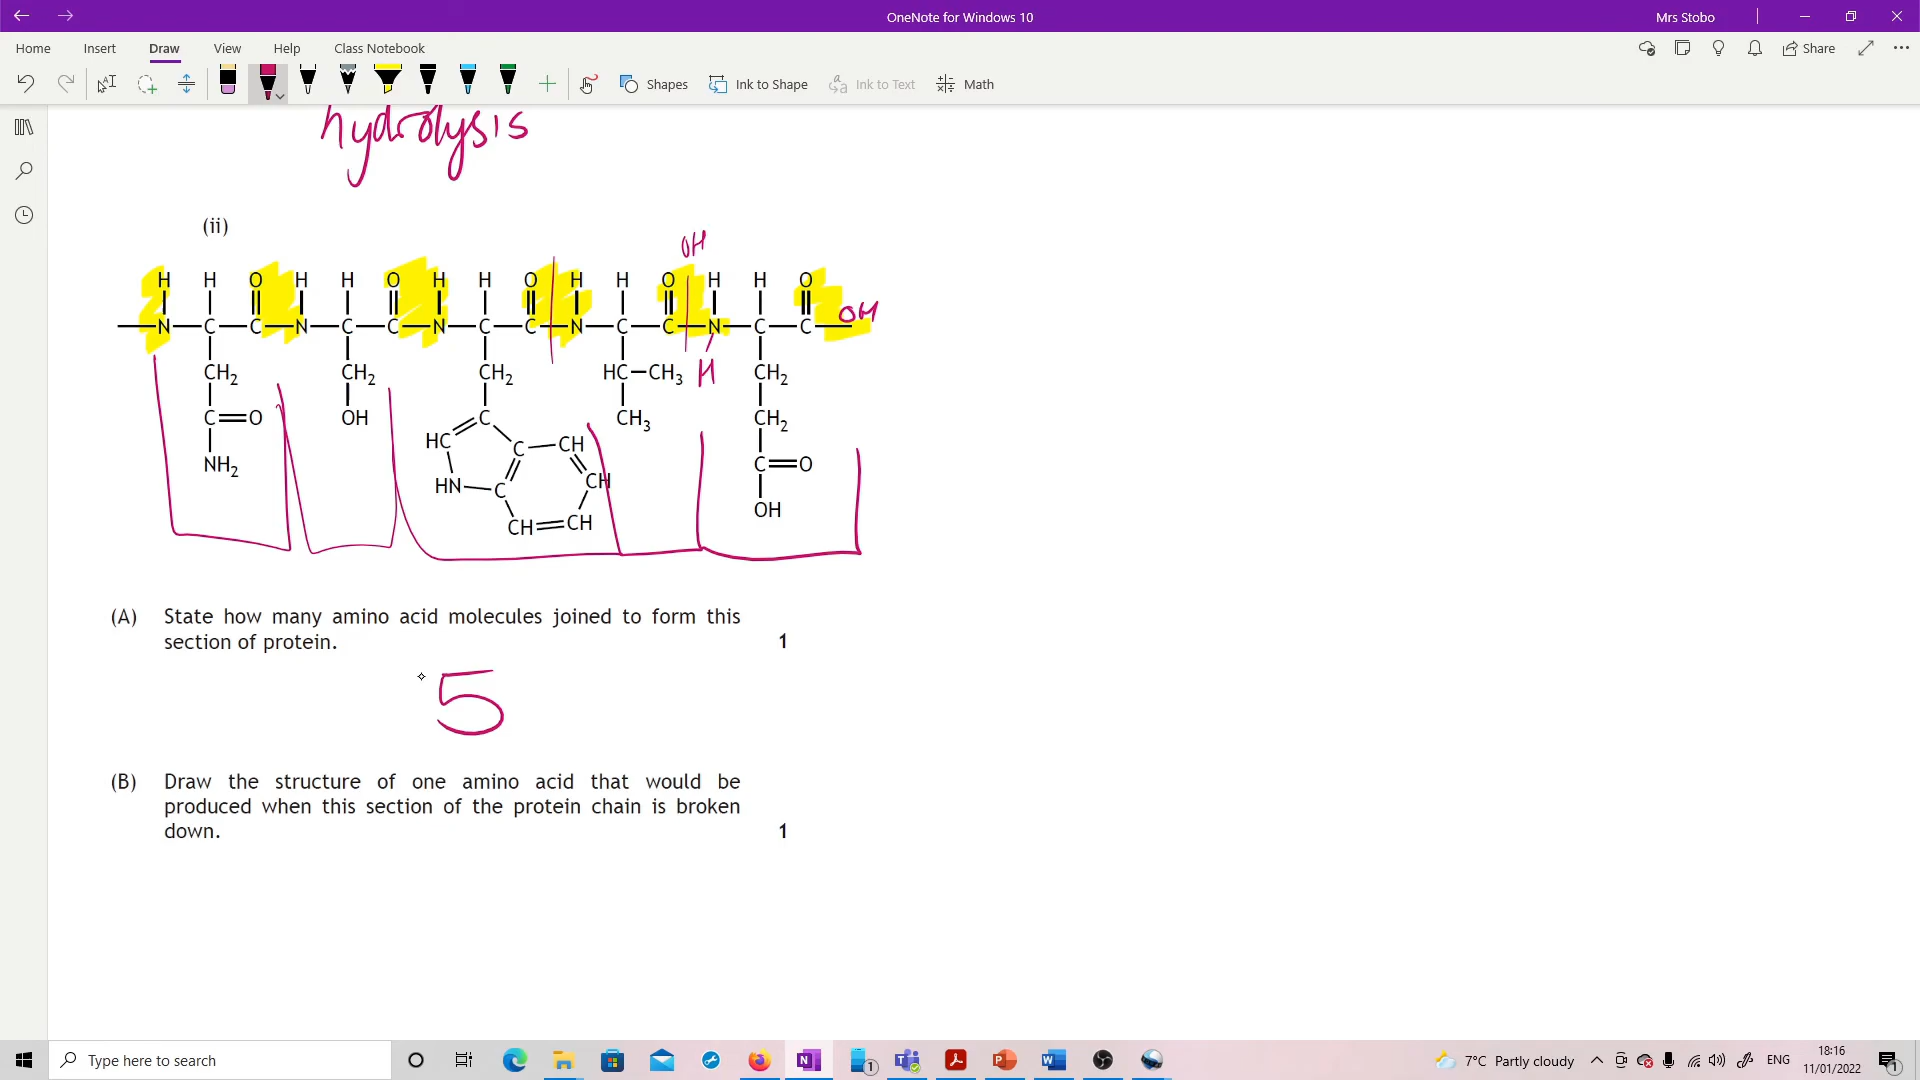 OneNote for Windows 10
Mrs Stobo
Home Insert Draw View Help Class Notebook
Share
Shapes Ink to Shape Ink to Text Math
hydrolysis
(ii)
OH
H H O H H O H H O H H O H H O
OH
N C C N C C N C C N C C N C C
H
CH2 CH2 CH2 HC CH3 CH2
C O OH C CH3 CH2
HC C CH
NH2 C O
HN C CH
OH
CH CH
(A) State how many amino acid molecules joined to form this
section of protein. 1
5
(B) Draw the structure of one amino acid that would be
produced when this section of the protein chain is broken
down. 1
Type here to search
7°C Partly cloudy
ENG
18:16
11/01/2022